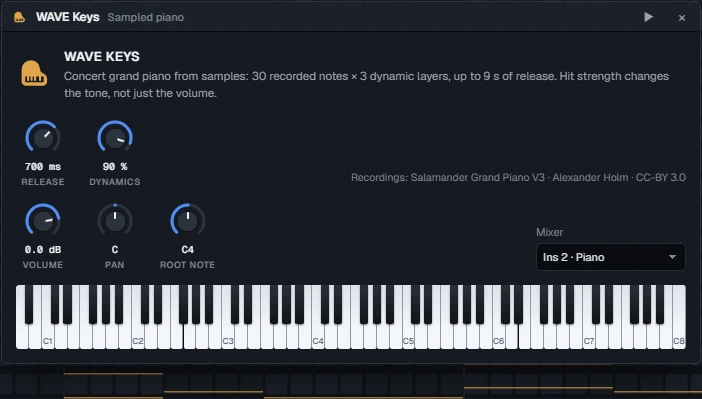 WAVE Keys Sampled piano
WAVE KEYS
Concert grand piano from samples: 30 recorded notes × 3 dynamic layers, up to 9 s of release. Hit strength changes
the tone, not just the volume.
700 ms 90 %
RELEASE DYNAMICS
Recordings: Salamander Grand Piano V3 · Alexander Holm · CC-BY 3.0
0.0 dB C C4
VOLUME PAN ROOT NOTE
Mixer
Ins 2 · Piano
C1 C2 C3 C4 C5 C6 C7 C8